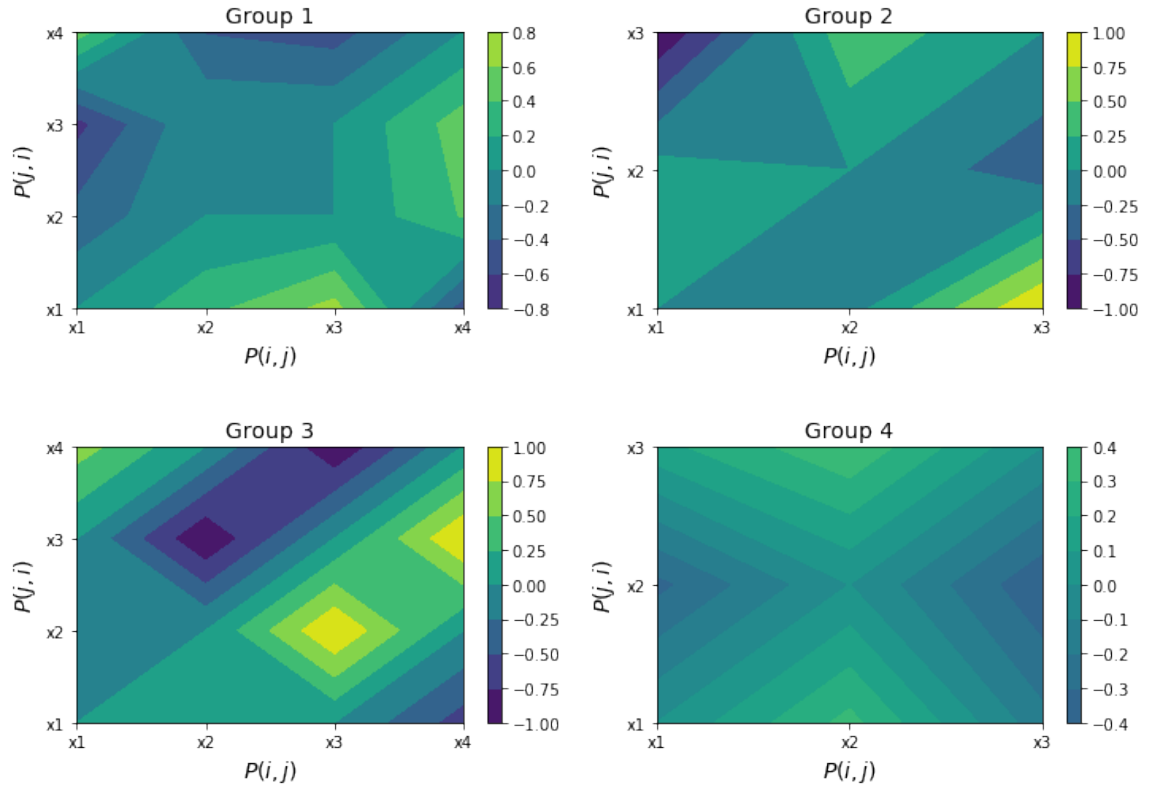 Group 1
x4
x3
x2
x1
P(j, i)
x1 x2 x3 x4
P(i, j)
0.8
0.6
0.4
0.2
0.0
−0.2
−0.4
−0.6
−0.8
Group 2
x3
x2
x1
P(j, i)
x1 x2 x3
P(i, j)
1.00
0.75
0.50
0.25
0.00
−0.25
−0.50
−0.75
−1.00
Group 3
x4
x3
x2
x1
P(j, i)
x1 x2 x3 x4
P(i, j)
1.00
0.75
0.50
0.25
0.00
−0.25
−0.50
−0.75
−1.00
Group 4
x3
x2
x1
P(j, i)
x1 x2 x3
P(i, j)
0.4
0.3
0.2
0.1
0.0
−0.1
−0.2
−0.3
−0.4